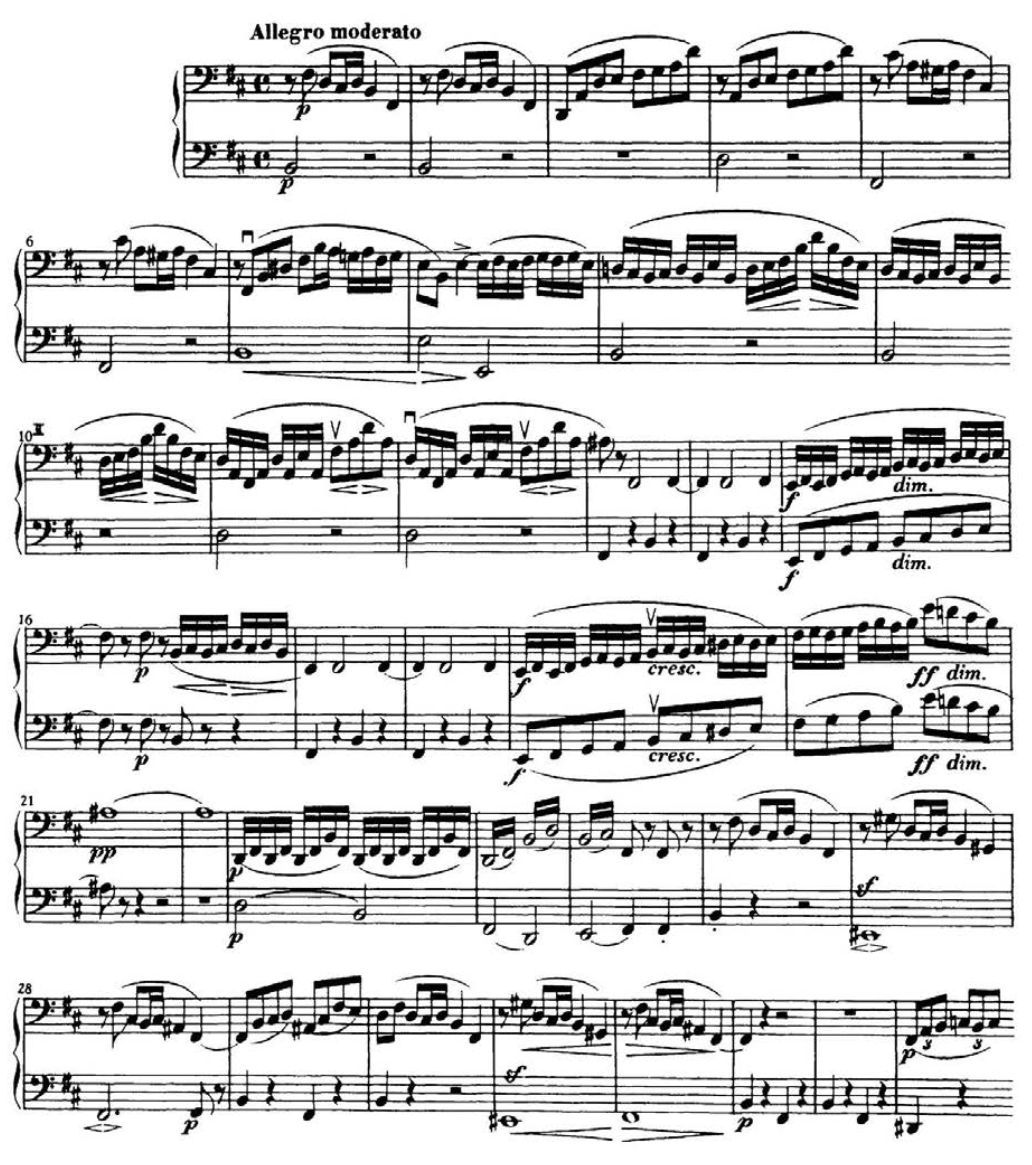 Allegro moderato
p
p
6
10
f
dim.
f
dim.
16
p
f
cresc.
ff dim.
p
f
cresc.
ff dim.
21
pp
p
sf
p
28
p
p
sf
p
3 3